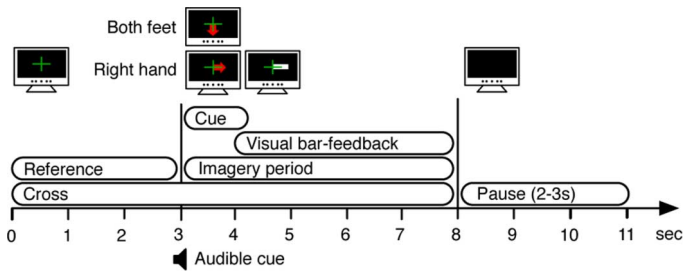 Both feet
Right hand
Cue
Visual bar-feedback
Reference
Imagery period
Cross
Pause (2-3s)
0 1 2 3 4 5 6 7 8 9 10 11 sec
Audible cue